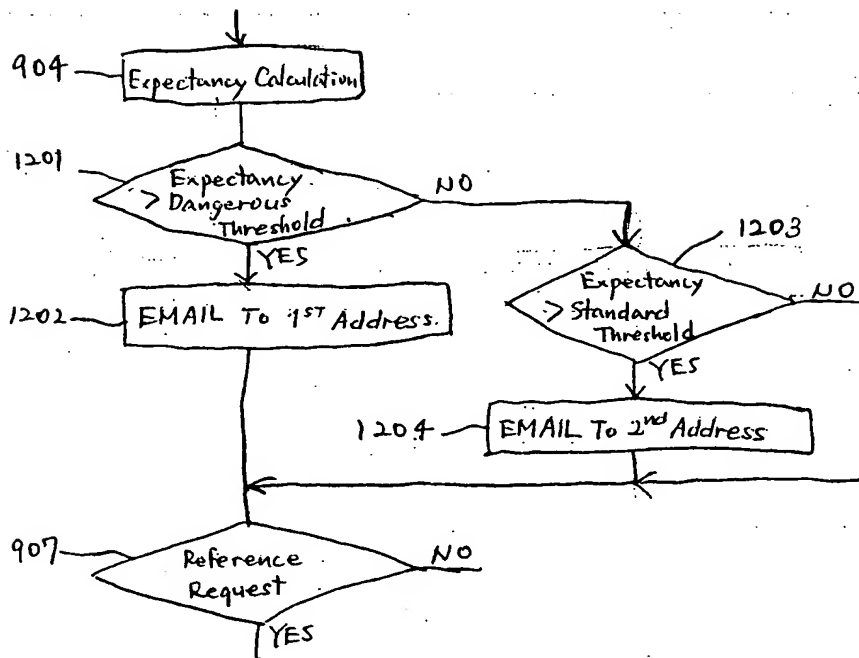 904
Expectancy Calculation
1201
Expectancy
> Dangerous
Threshold
NO
YES
1203
Expectancy
> Standard
Threshold
NO
YES
1202
EMAIL To 1ST Address.
1204
EMAIL To 2nd Address
907
Reference
Request
NO
YES